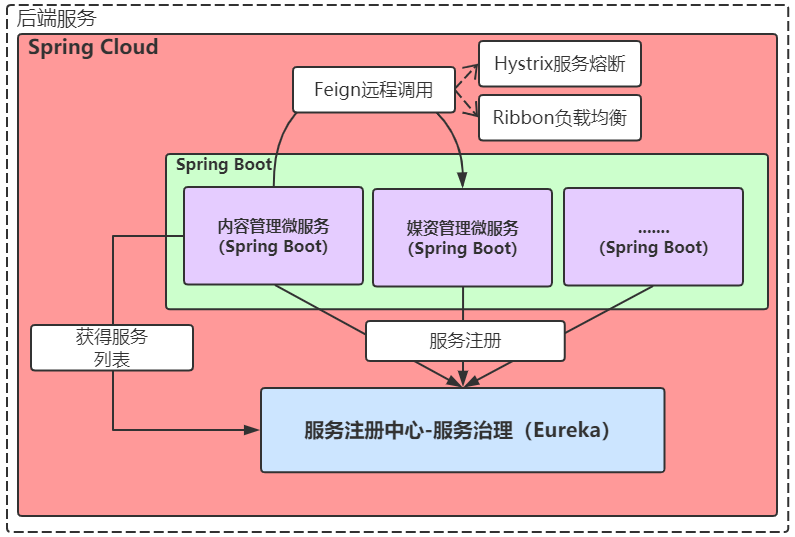 后端服务
Spring Cloud
Feign远程调用
Hystrix服务熔断
Ribbon负载均衡
Spring Boot
内容管理微服务
（Spring Boot）
媒资管理微服务
（Spring Boot）
.......
（Spring Boot）
获得服务
列表
服务注册
服务注册中心-服务治理（Eureka）